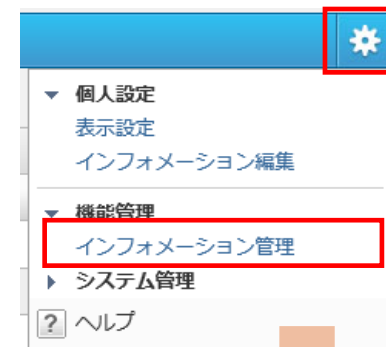 個人設定
表示設定
インフォメーション編集
機能管理
インフォメーション管理
システム管理
? ヘルプ